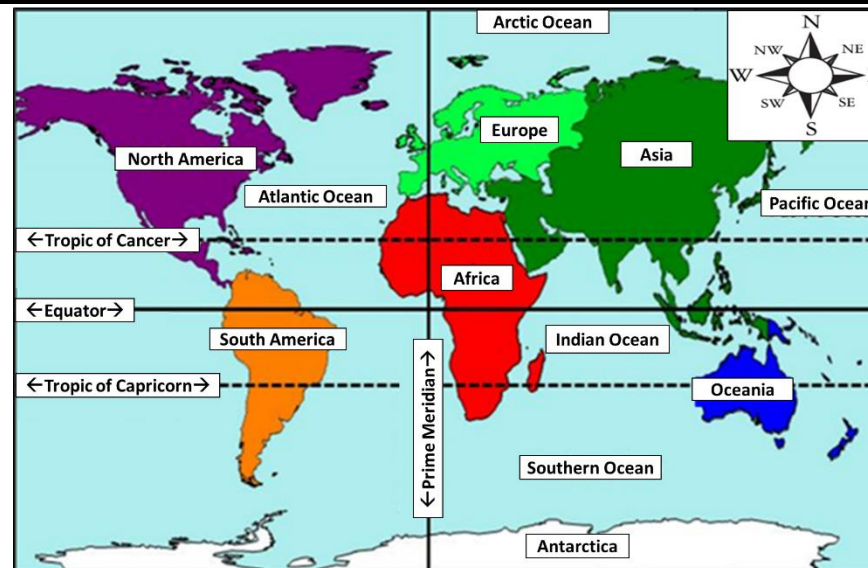 Arctic Ocean
N
NW
NE
W
E
SW
SE
S
North America
Europe
Asia
Atlantic Ocean
Pacific Ocean
←Tropic of Cancer→
Africa
←Equator→
South America
Indian Ocean
←Tropic of Capricorn→
←Prime Meridian→
Oceania
Southern Ocean
Antarctica